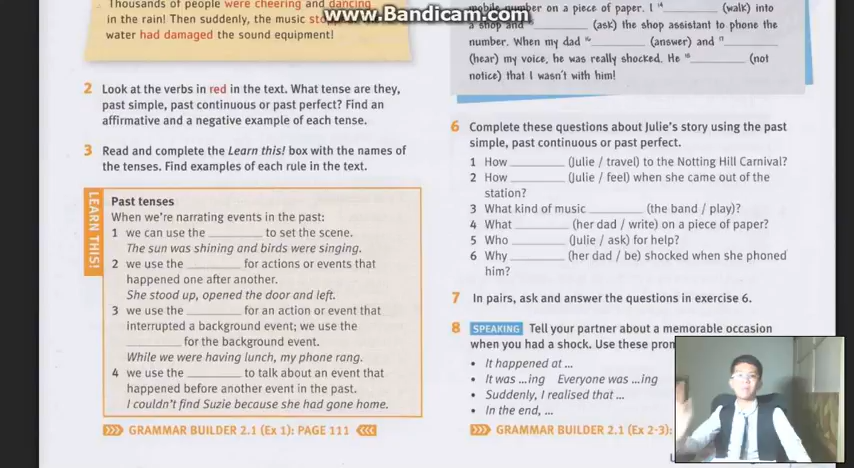 Thousands of people were cheering and dancing
in the rain! Then suddenly, the music
water had damaged the sound equipment!
www.Bandicam.com
2 Look at the verbs in red in the text. What tense are they,
past simple, past continuous or past perfect? Find an
affirmative and a negative example of each tense.
3 Read and complete the Learn this! box with the names of
the tenses. Find examples of each rule in the text.
LEARN THIS!
Past tenses
When we're narrating events in the past:
1 we can use the ________ to set the scene.
The sun was shining and birds were singing.
2 we use the ________ for actions or events that
happened one after another.
She stood up, opened the door and left.
3 we use the ________ for an action or event that
interrupted a background event; we use the
________ for the background event.
While we were having lunch, my phone rang.
4 we use the ________ to talk about an event that
happened before another event in the past.
I couldn't find Suzie because she had gone home.
GRAMMAR BUILDER 2.1 (Ex 1): PAGE 111
mobile number on a piece of paper. I 14 ________ (walk) into
a shop and ________ (ask) the shop assistant to phone the
number. When my dad 16 ________ (answer) and 17 ________
(hear) my voice, he was really shocked. He 18 ________ (not
notice) that I wasn't with him!
6 Complete these questions about Julie's story using the past
simple, past continuous or past perfect.
1 How ________ (Julie / travel) to the Notting Hill Carnival?
2 How ________ (Julie / feel) when she came out of the
station?
3 What kind of music ________ (the band / play)?
4 What ________ (her dad / write) on a piece of paper?
5 Who ________ (Julie / ask) for help?
6 Why ________ (her dad / be) shocked when she phoned
him?
7 In pairs, ask and answer the questions in exercise 6.
8 SPEAKING Tell your partner about a memorable occasion
when you had a shock. Use these
• It happened at ...
• It was ...ing Everyone was ...ing
• Suddenly, I realised that ...
• In the end, ...
GRAMMAR BUILDER 2.1 (Ex 2-3):